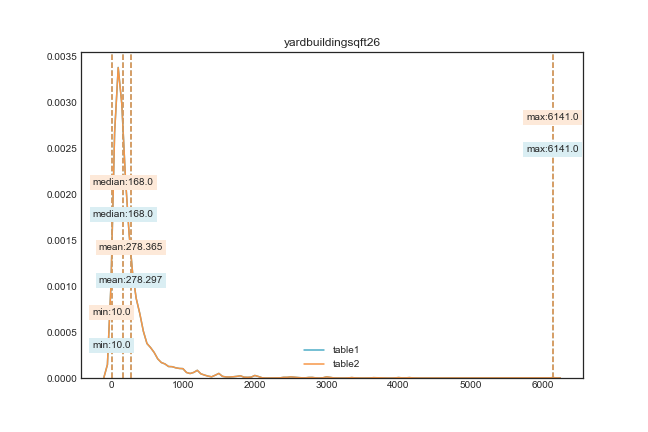 yardbuildingsqft26
0.0035
0.0030
0.0025
0.0020
0.0015
0.0010
0.0005
0.0000
max:6141.0
max:6141.0
median:168.0
median:168.0
mean:278.365
mean:278.297
min:10.0
min:10.0
table1
table2
0 1000 2000 3000 4000 5000 6000